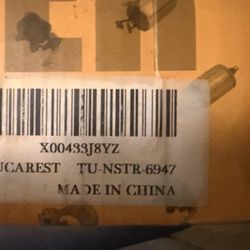 X00433J8YZ
UCAREST TU-NSTR-6947
MADE IN CHINA